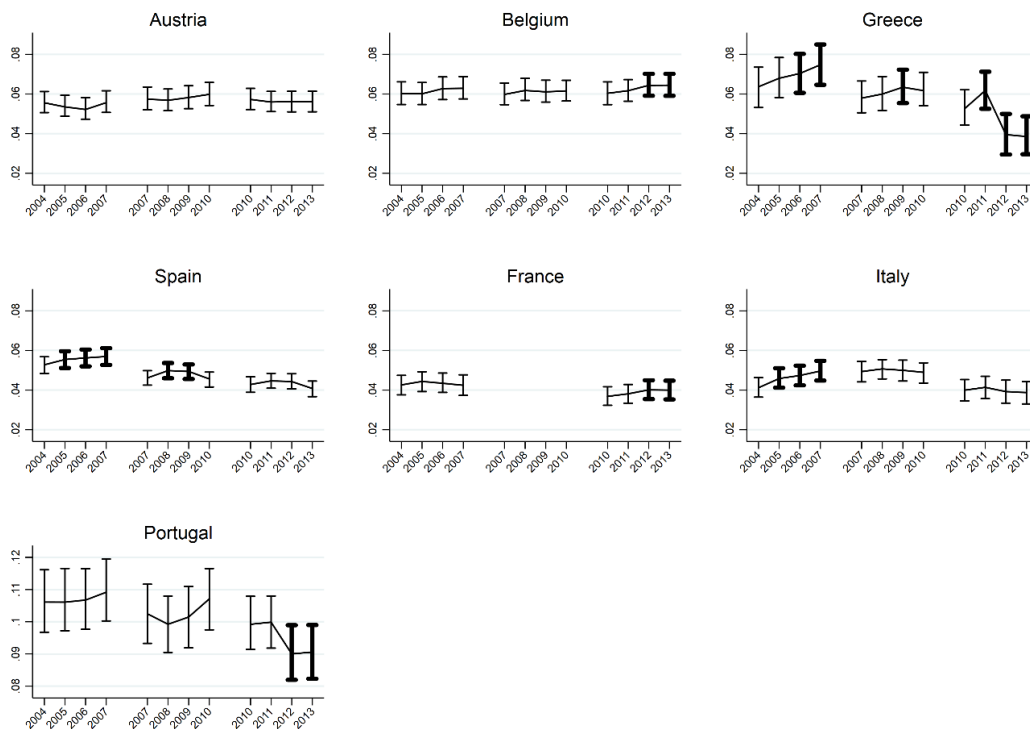 Austria
.02 .04 .06 .08
2004 2005 2006 2007 2007 2008 2009 2010 2010 2011 2012 2013
Belgium
.02 .04 .06 .08
2004 2005 2006 2007 2007 2008 2009 2010 2010 2011 2012 2013
Greece
.02 .04 .06 .08
2004 2005 2006 2007 2007 2008 2009 2010 2010 2011 2012 2013
Spain
.02 .04 .06 .08
2004 2005 2006 2007 2007 2008 2009 2010 2010 2011 2012 2013
France
.02 .04 .06 .08
2004 2005 2006 2007 2007 2008 2009 2010 2010 2011 2012 2013
Italy
.02 .04 .06 .08
2004 2005 2006 2007 2007 2008 2009 2010 2010 2011 2012 2013
Portugal
.08 .09 .1 .11 .12
2004 2005 2006 2007 2007 2008 2009 2010 2010 2011 2012 2013